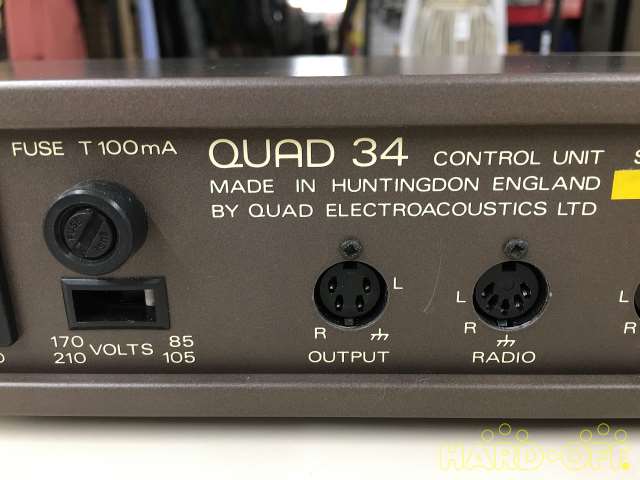 FUSE T 100mA
QUAD 34 CONTROL UNIT
MADE IN HUNTINGDON ENGLAND
BY QUAD ELECTROACOUSTICS LTD
L
R
OUTPUT
L
R
RADIO
L
R
170 VOLTS 85
210 105
HARD-OFF